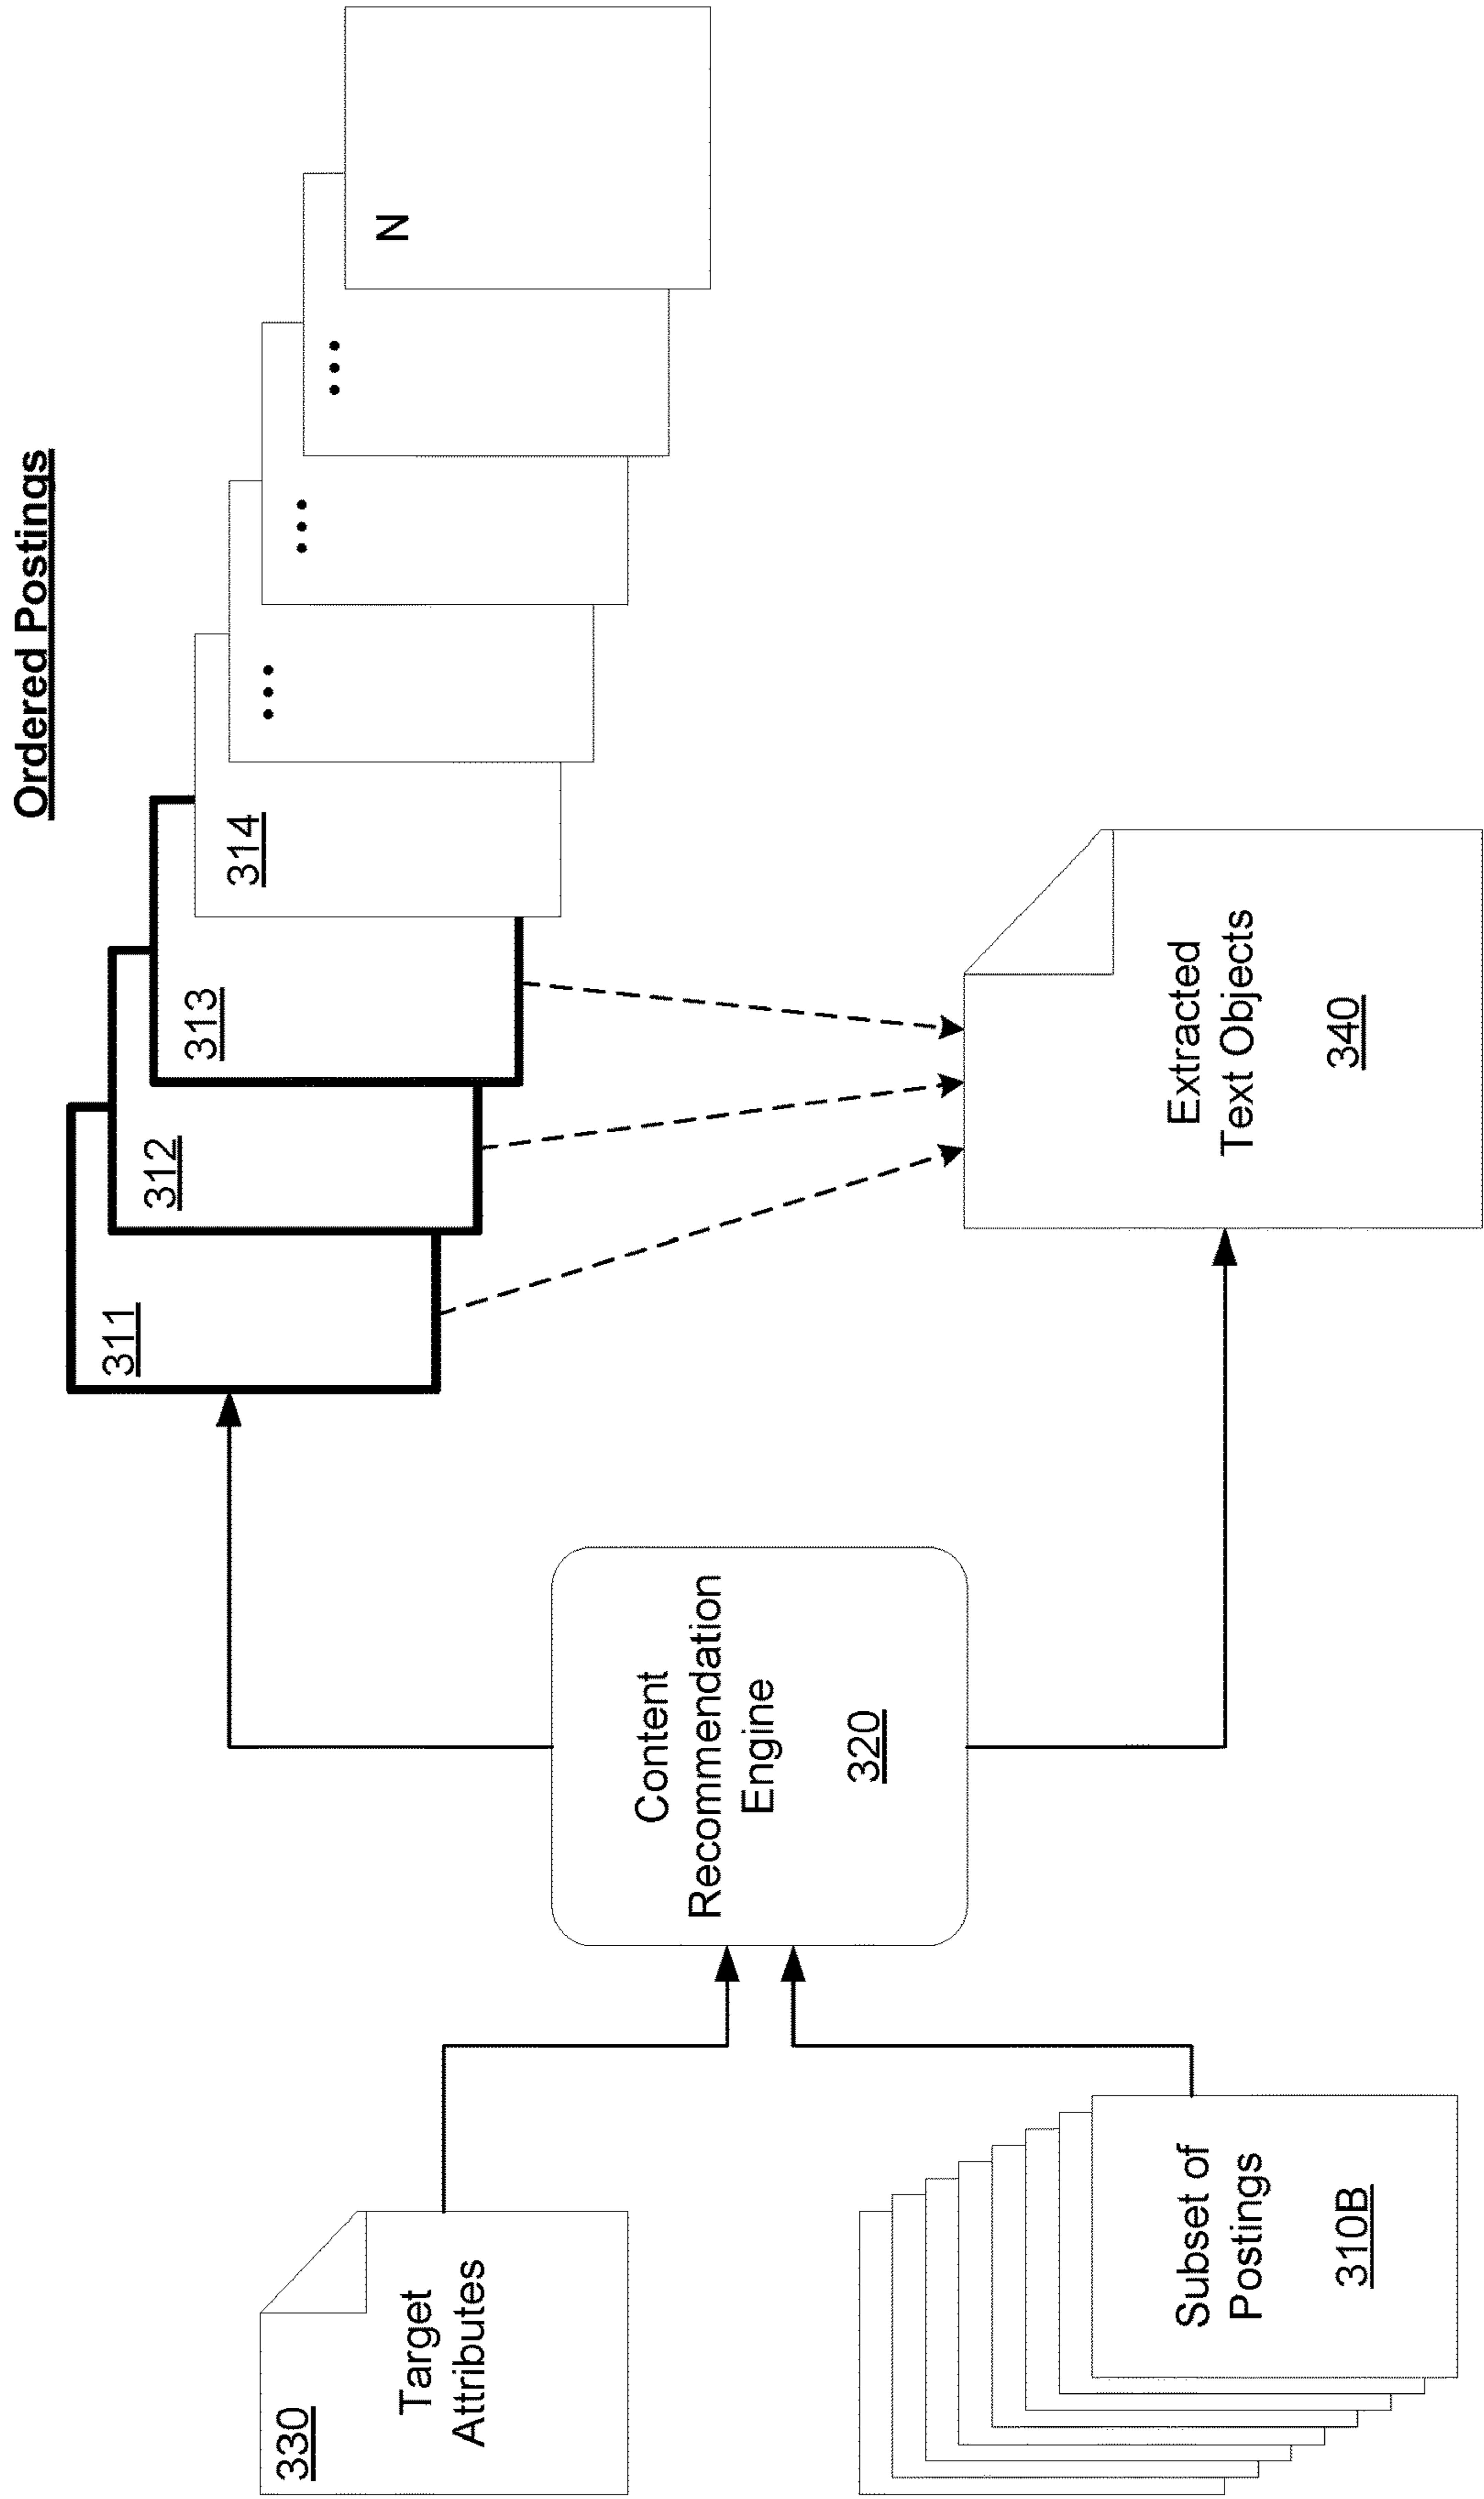 Ordered Postings
330
Target
Attributes
Subset of
Postings
310B
Content
Recommendation
Engine
320
311
312
313
314
•••
•••
•••
N
Extracted
Text Objects
340